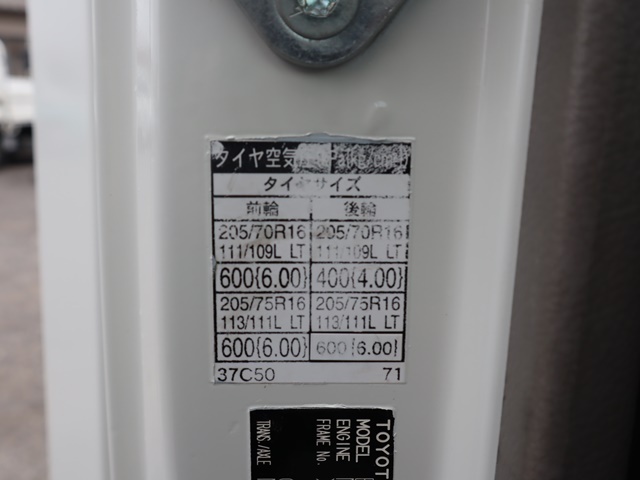 タイヤ空気
タイヤサイズ
前輪 後輪
205/70R16 205/70R16
111/109L LT 111/109L LT
600{6.00} 400{4.00}
205/75R16 205/75R16
113/111L LT 113/111L LT
600{6.00} 600{6.00}
37C50 71
TOYOT
MODEL
ENGINE
FRAME No.
TRANS./AXLE